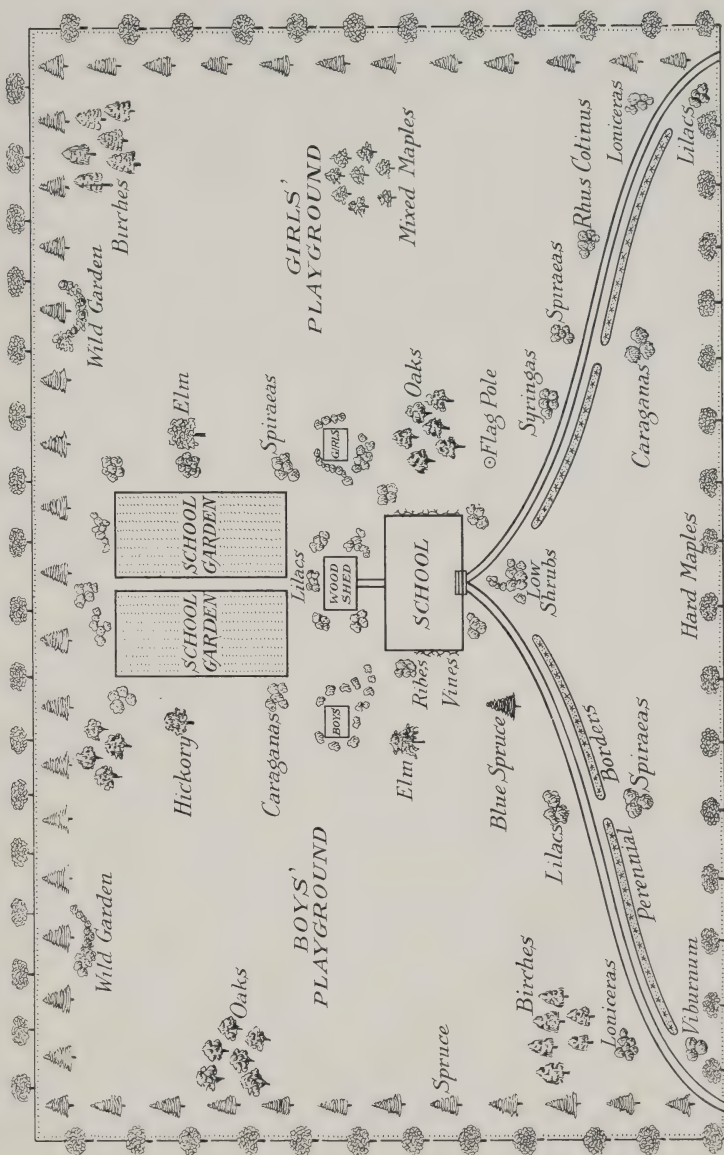 Wild Garden
Wild Garden
Birches
Hickory
SCHOOL
GARDEN
SCHOOL
GARDEN
Elm
Oaks
Caraganas
Lilacs
Spiraeas
BOYS'
PLAYGROUND
BOYS
WOOD
SHED
GIRLS
GIRLS'
PLAYGROUND
Mixed Maples
Elm
Ribes
Vines
SCHOOL
Oaks
Spruce
Blue Spruce
Flag Pole
Birches
Lilacs
Low
Shrubs
Syringas
Spiraeas
Rhus Cotinus
Loniceras
Perennial Borders
Spiraeas
Caraganas
Loniceras
Viburnum
Hard Maples
Lilacs